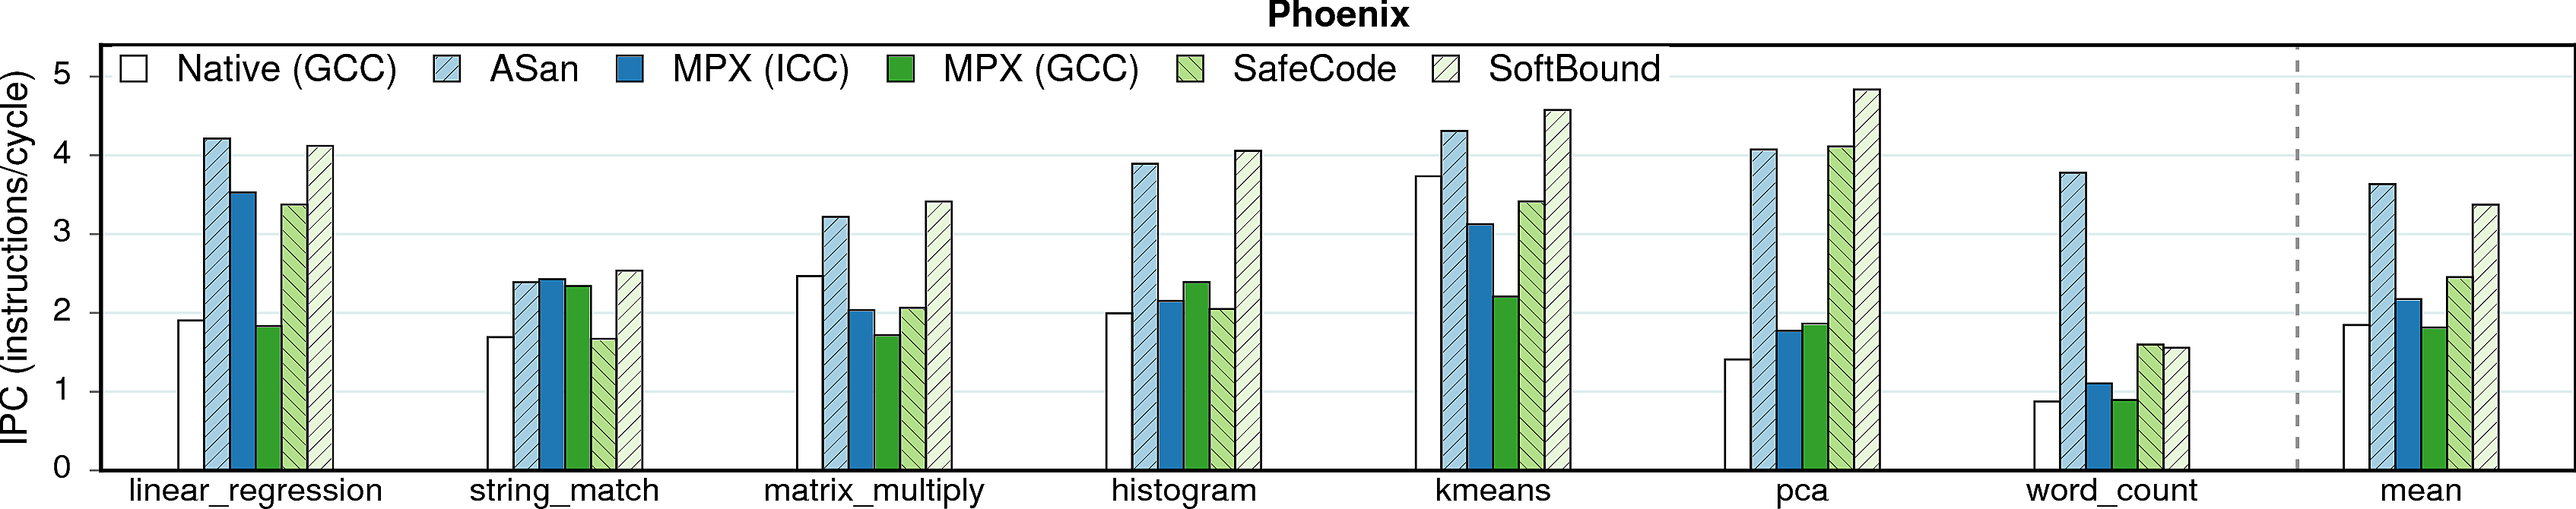 Phoenix
Native (GCC) ASan MPX (ICC) MPX (GCC) SafeCode SoftBound
IPC (instructions/cycle)
5
4
3
2
1
0
linear_regression string_match matrix_multiply histogram kmeans pca word_count mean